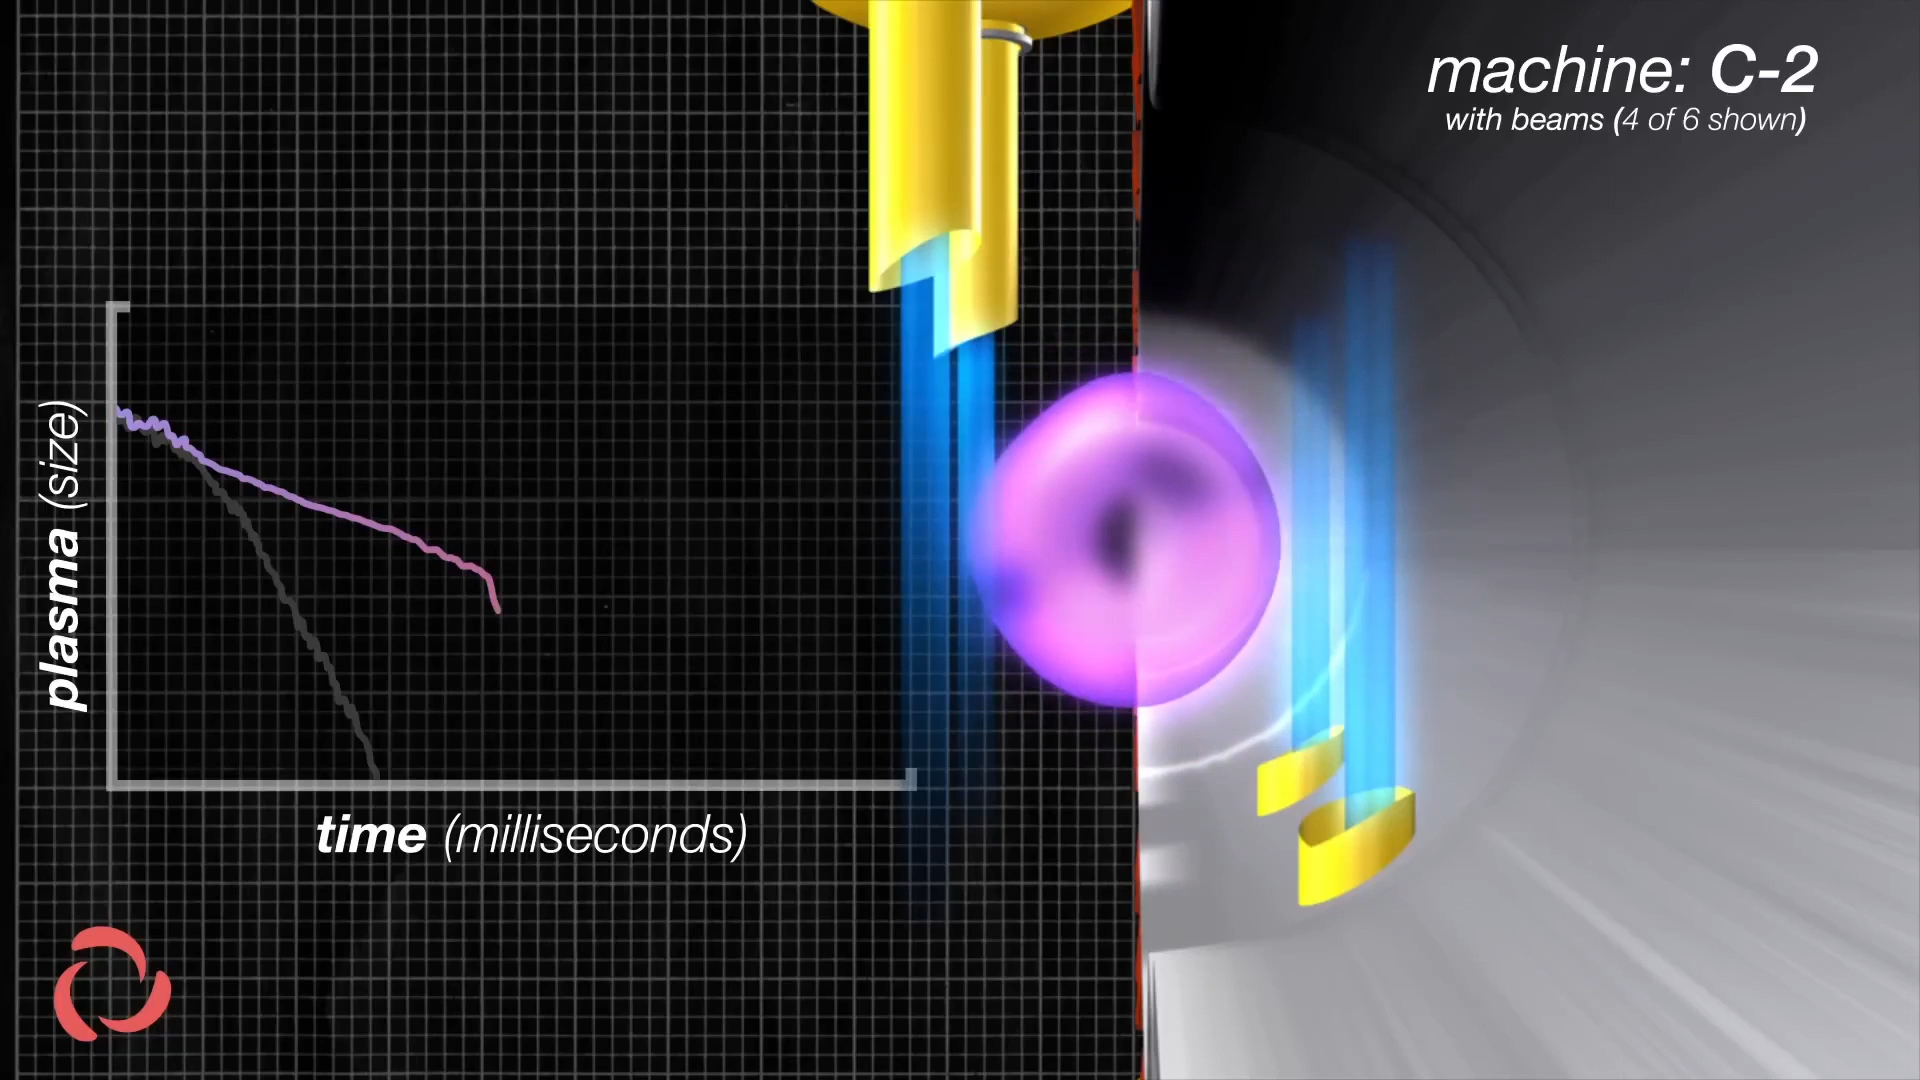 machine: C-2
with beams (4 of 6 shown)
plasma (size)
time (milliseconds)